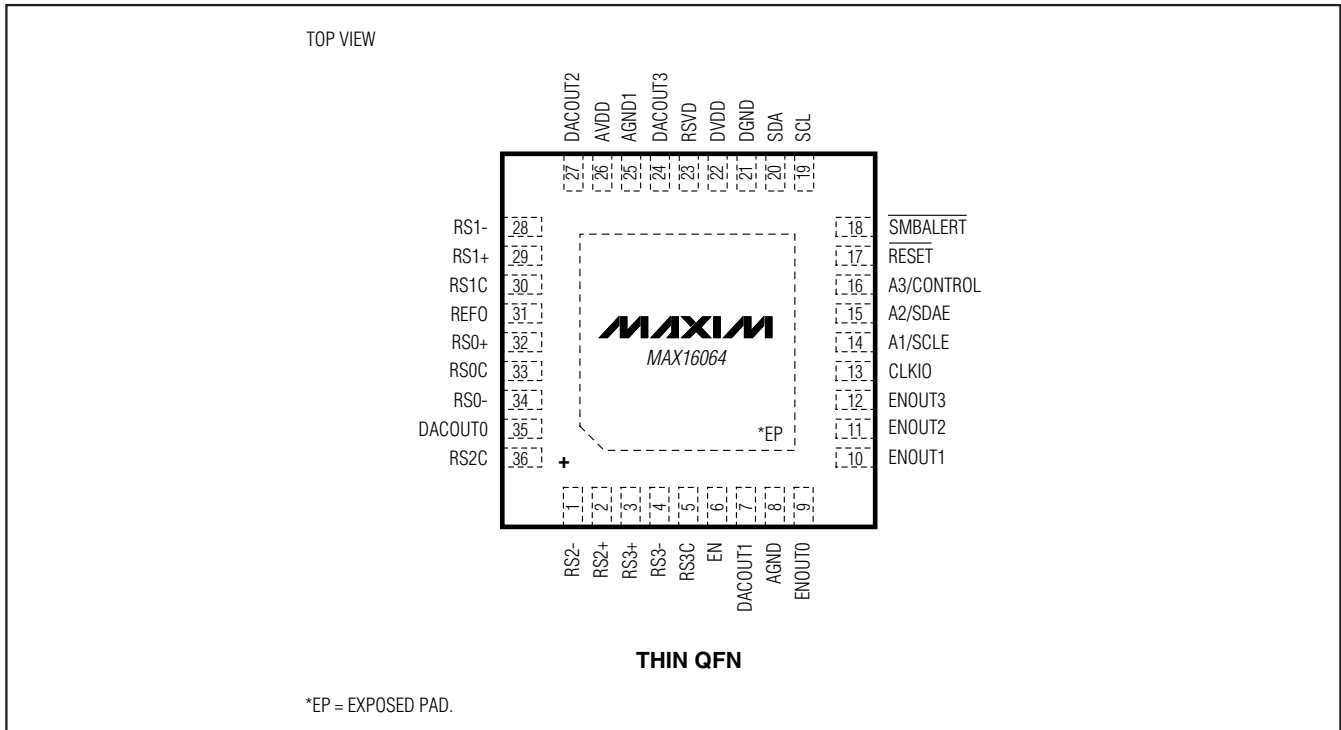 TOP VIEW
DACOUT2
AVDD
AGND1
DACOUT3
RSVD
DVDD
DGND
SDA
SCL
27
26
25
24
23
22
21
20
19
RS1- 28
RS1+ 29
RS1C 30
REFO 31
RS0+ 32
RS0C 33
RS0- 34
DACOUT0 35
RS2C 36
+
MAXIM
MAX16064
*EP
18 SMBALERT
17 RESET
16 A3/CONTROL
15 A2/SDAE
14 A1/SCLE
13 CLKIO
12 ENOUT3
11 ENOUT2
10 ENOUT1
1
2
3
4
5
6
7
8
9
RS2-
RS2+
RS3+
RS3-
RS3C
EN
DACOUT1
AGND
ENOUT0
THIN QFN
*EP = EXPOSED PAD.